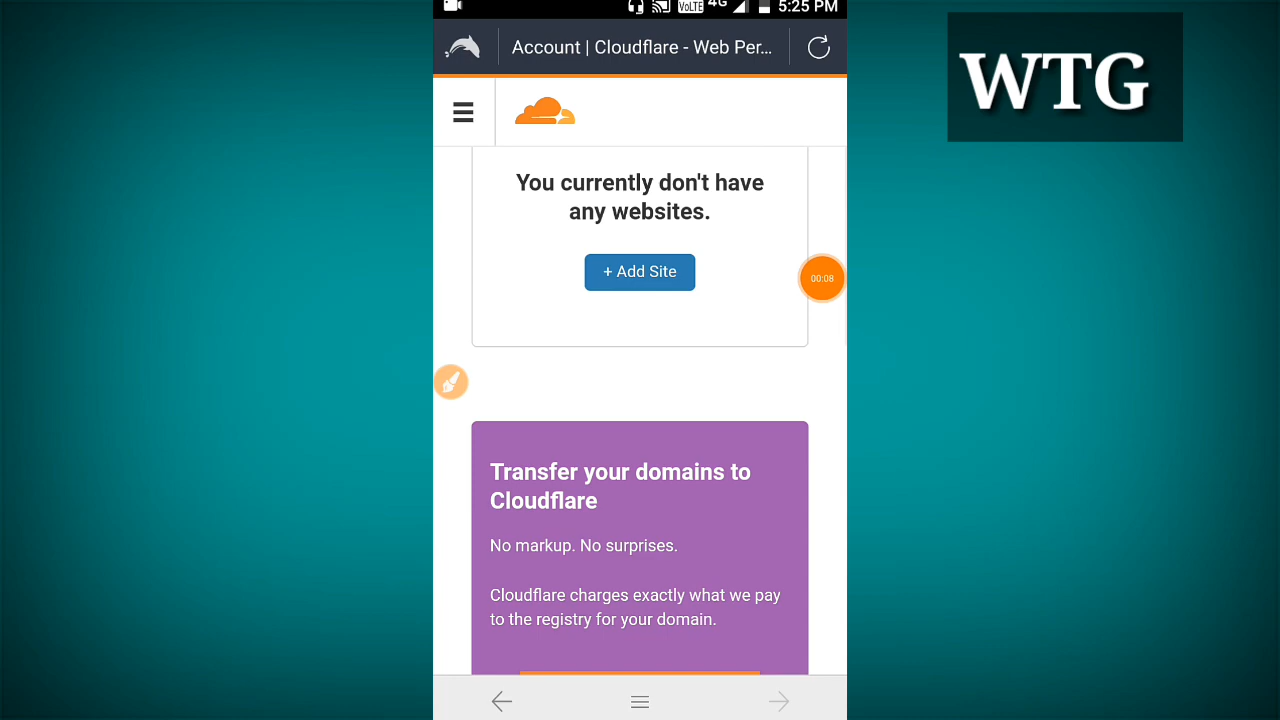 VoLTE 4G 5:25 PM
Account | Cloudflare - Web Per...
WTG
You currently don't have
any websites.
+ Add Site
00:08
Transfer your domains to
Cloudflare
No markup. No surprises.
Cloudflare charges exactly what we pay
to the registry for your domain.